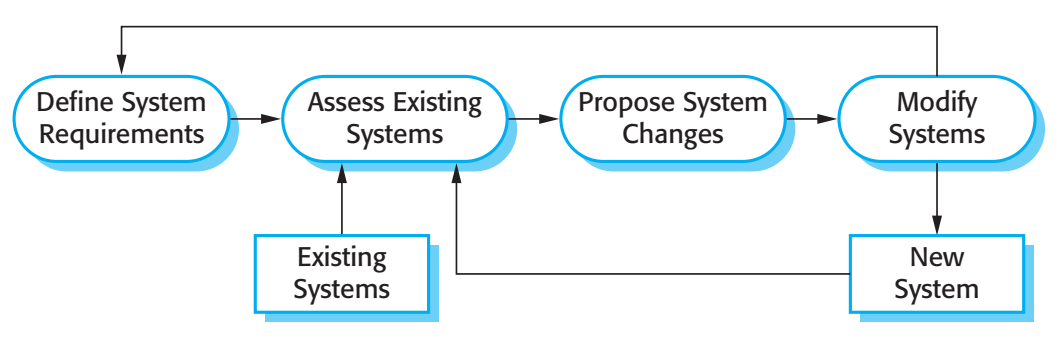 Define System
Requirements
Assess Existing
Systems
Propose System
Changes
Modify
Systems
Existing
Systems
New
System